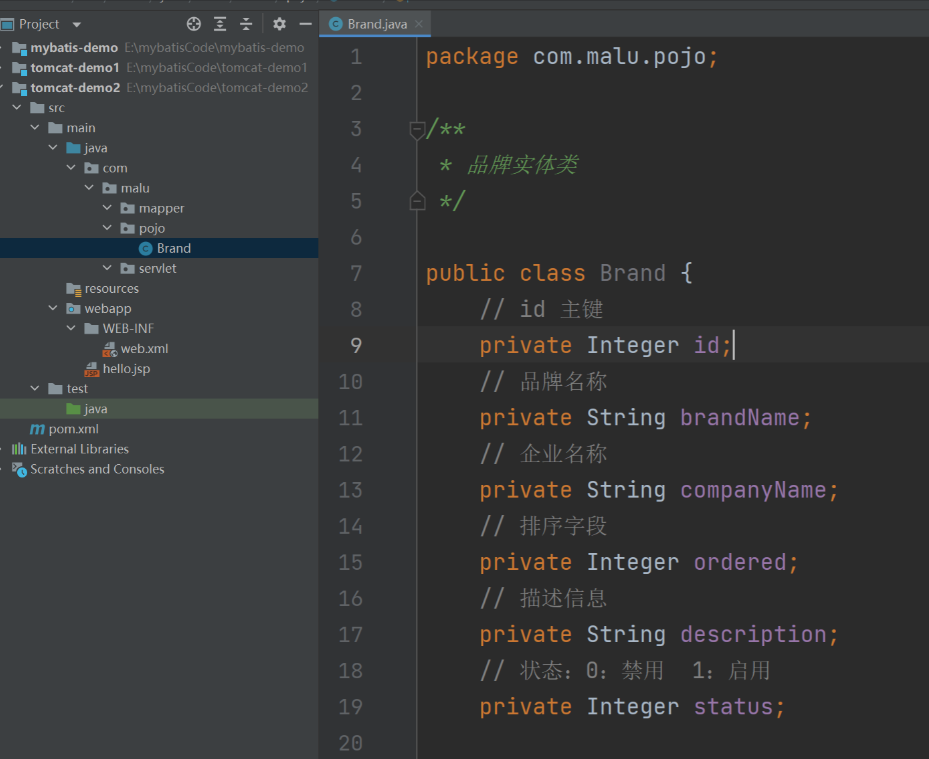 Project
Brand.java
mybatis-demo E:\mybatisCode\mybatis-demo
tomcat-demo1 E:\mybatisCode\tomcat-demo1
tomcat-demo2 E:\mybatisCode\tomcat-demo2
src
main
java
com
malu
mapper
pojo
Brand
servlet
resources
webapp
WEB-INF
web.xml
hello.jsp
test
java
pom.xml
External Libraries
Scratches and Consoles
1 package com.malu.pojo;
2
3 /**
4 * 品牌实体类
5 */
6
7 public class Brand {
8 // id 主键
9 private Integer id;
10 // 品牌名称
11 private String brandName;
12 // 企业名称
13 private String companyName;
14 // 排序字段
15 private Integer ordered;
16 // 描述信息
17 private String description;
18 // 状态：0：禁用  1：启用
19 private Integer status;
20